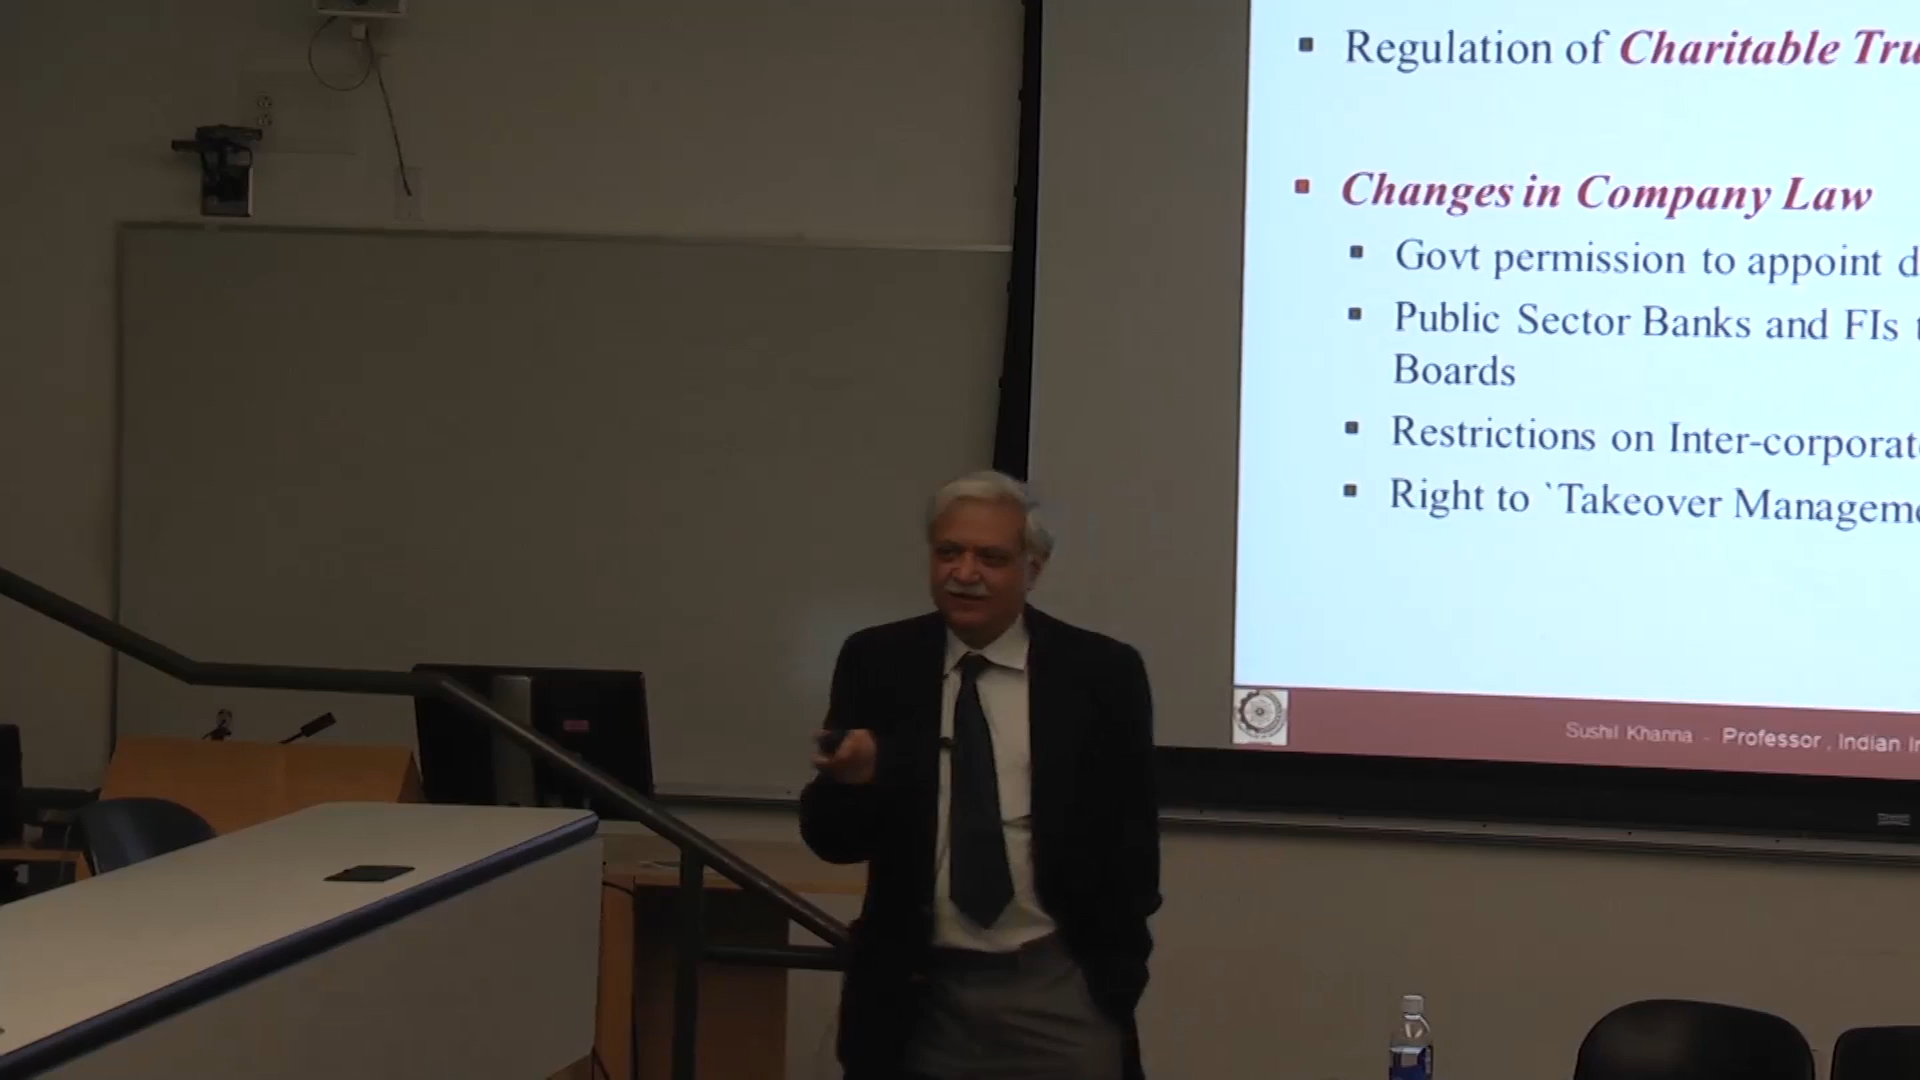 Regulation of Charitable Tru
Changes in Company Law
Govt permission to appoint d
Public Sector Banks and FIs t
Boards
Restrictions on Inter-corporat
Right to `Takeover Manageme
Sushil Khanna - Professor , Indian In